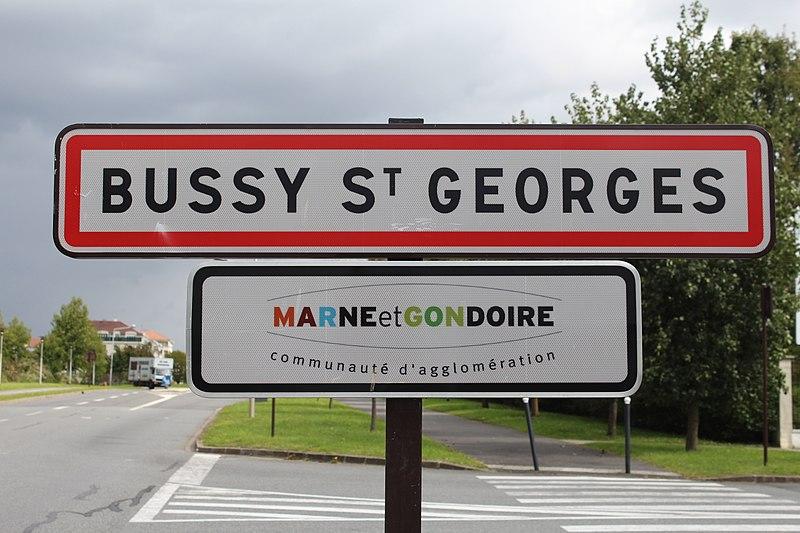 BUSSY ST GEORGES
MARNEetGONDOIRE
communauté d'agglomération